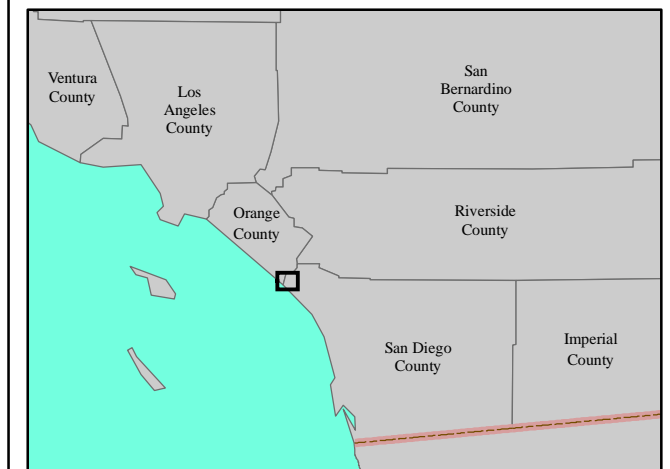 Ventura
County
Los
Angeles
County
San
Bernardino
County
Orange
County
Riverside
County
San Diego
County
Imperial
County